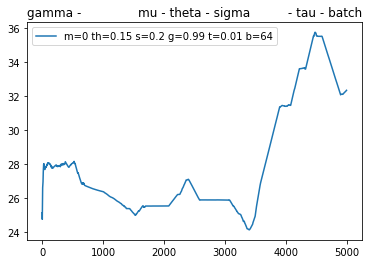 gamma - mu - theta - sigma - tau - batch
m=0 th=0.15 s=0.2 g=0.99 t=0.01 b=64
36
34
32
30
28
26
24
0 1000 2000 3000 4000 5000